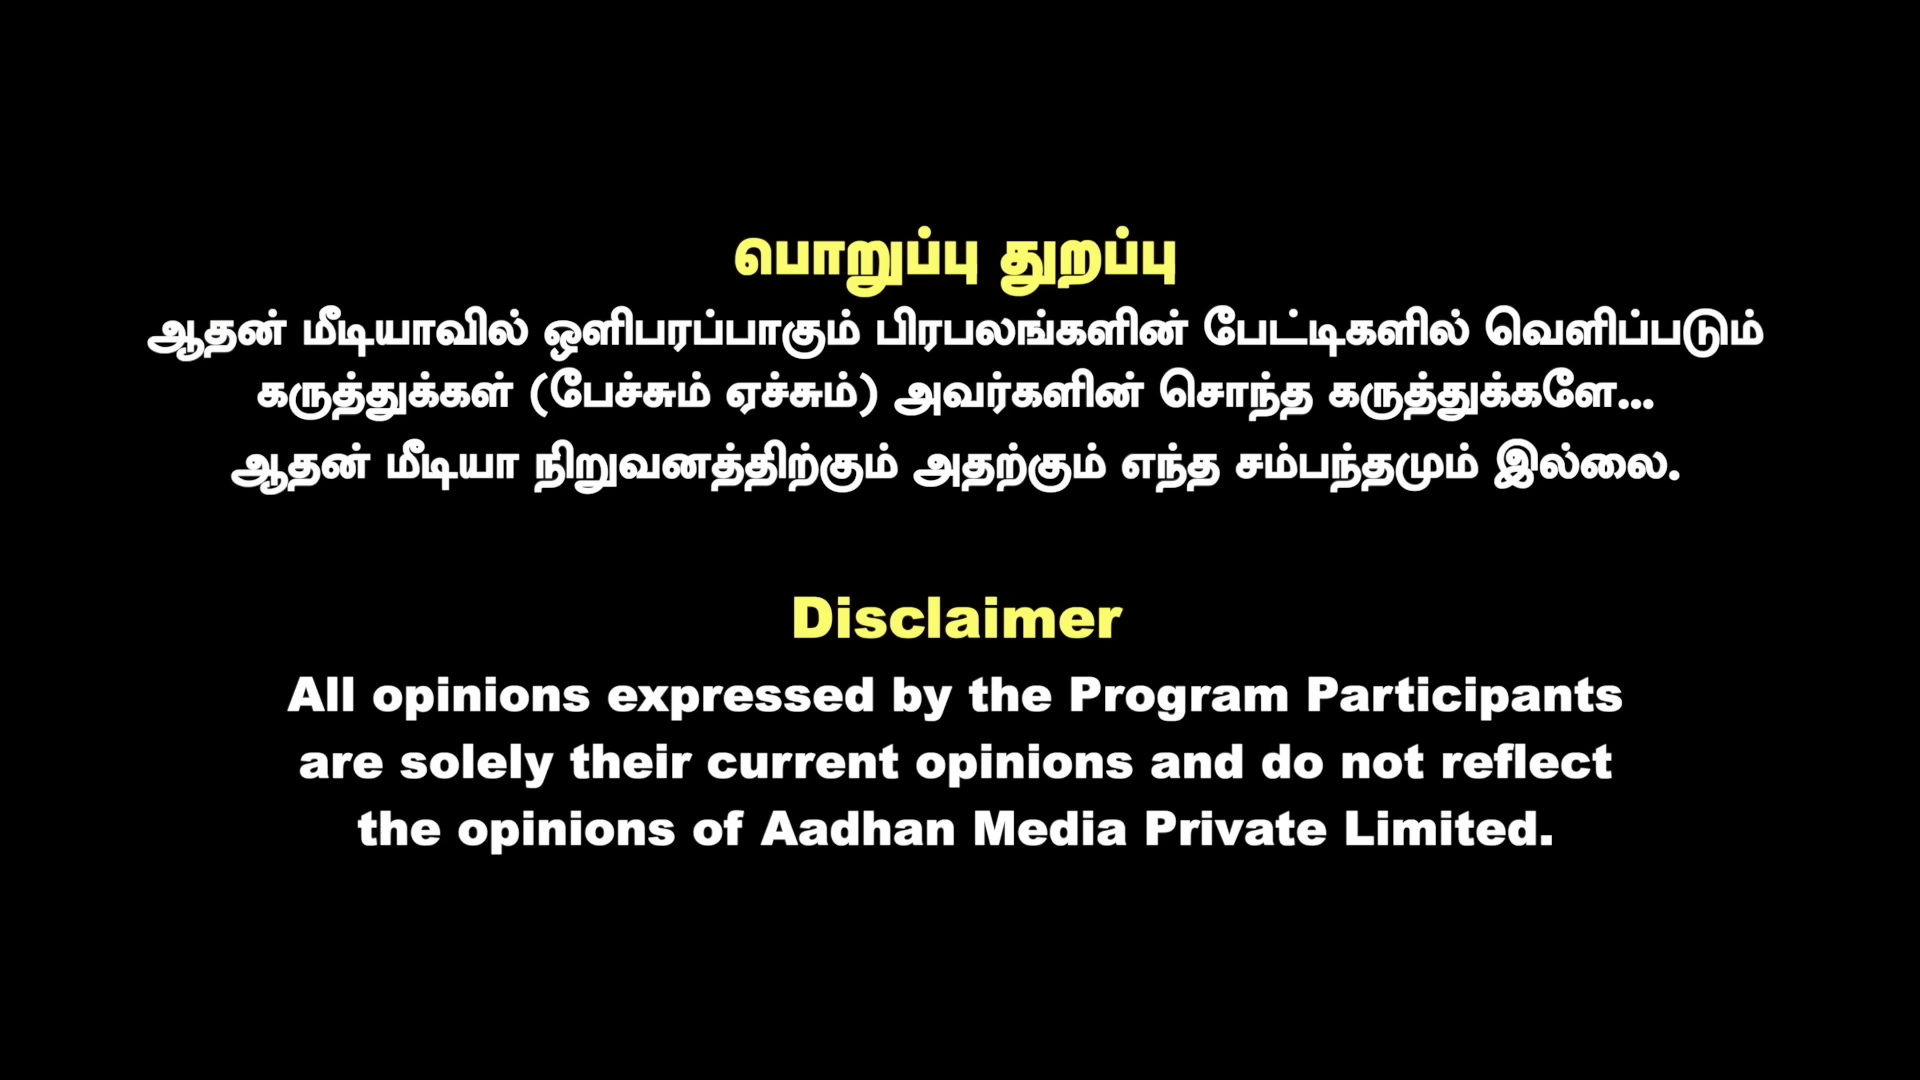 பொறுப்பு துறப்பு
ஆதன் மீடியாவில் ஒளிபரப்பாகும் பிரபலங்களின் பேட்டிகளில் வெளிப்படும்
கருத்துக்கள் (பேச்சும் ஏச்சும்) அவர்களின் சொந்த கருத்துக்களே...
ஆதன் மீடியா நிறுவனத்திற்கும் அதற்கும் எந்த சம்பந்தமும் இல்லை.
Disclaimer
All opinions expressed by the Program Participants
are solely their current opinions and do not reflect
the opinions of Aadhan Media Private Limited.